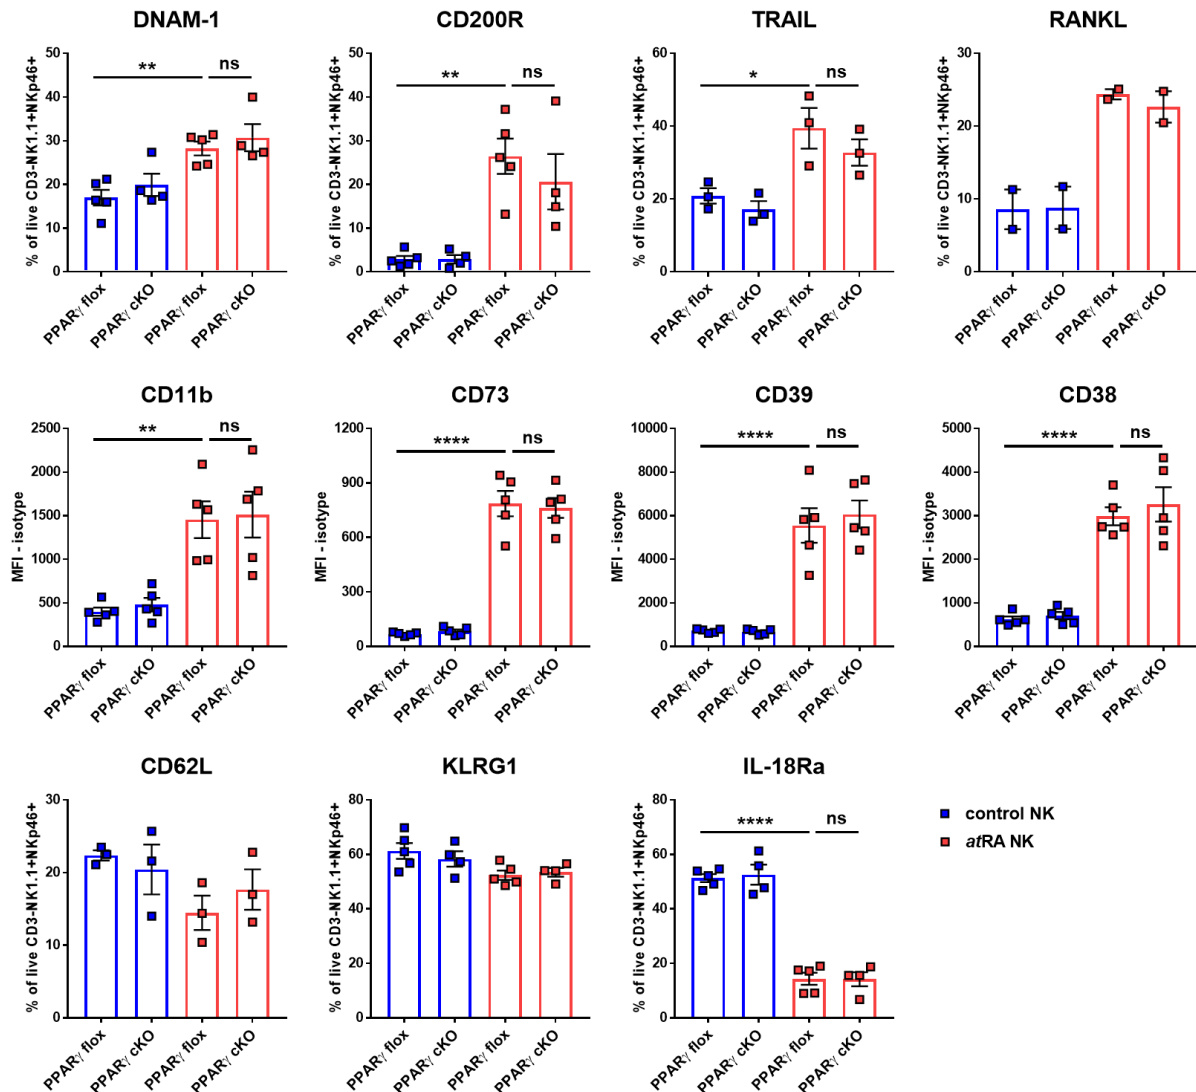 DNAM-1
CD200R
TRAIL
RANKL
% of live CD3-NK1.1+NKp46+
50
40
30
20
10
0
**
ns
PPARγ flox
PPARγ cKO
PPARγ flox
PPARγ cKO
% of live CD3-NK1.1+NKp46+
50
40
30
20
10
0
**
ns
PPARγ flox
PPARγ cKO
PPARγ flox
PPARγ cKO
% of live CD3-NK1.1+NKp46+
60
40
20
0
*
ns
PPARγ flox
PPARγ cKO
PPARγ flox
PPARγ cKO
% of live CD3-NK1.1+NKp46+
30
20
10
0
PPARγ flox
PPARγ cKO
PPARγ flox
PPARγ cKO
CD11b
CD73
CD39
CD38
MFI - isotype
2500
2000
1500
1000
500
0
**
ns
PPARγ flox
PPARγ cKO
PPARγ flox
PPARγ cKO
MFI - isotype
1200
900
600
300
0
****
ns
PPARγ flox
PPARγ cKO
PPARγ flox
PPARγ cKO
MFI - isotype
10000
8000
6000
4000
2000
0
****
ns
PPARγ flox
PPARγ cKO
PPARγ flox
PPARγ cKO
MFI - isotype
5000
4000
3000
2000
1000
0
****
ns
PPARγ flox
PPARγ cKO
PPARγ flox
PPARγ cKO
CD62L
KLRG1
IL-18Ra
% of live CD3-NK1.1+NKp46+
30
20
10
0
PPARγ flox
PPARγ cKO
PPARγ flox
PPARγ cKO
% of live CD3-NK1.1+NKp46+
80
60
40
20
0
PPARγ flox
PPARγ cKO
PPARγ flox
PPARγ cKO
% of live CD3-NK1.1+NKp46+
80
60
40
20
0
****
ns
PPARγ flox
PPARγ cKO
PPARγ flox
PPARγ cKO
control NK
atRA NK